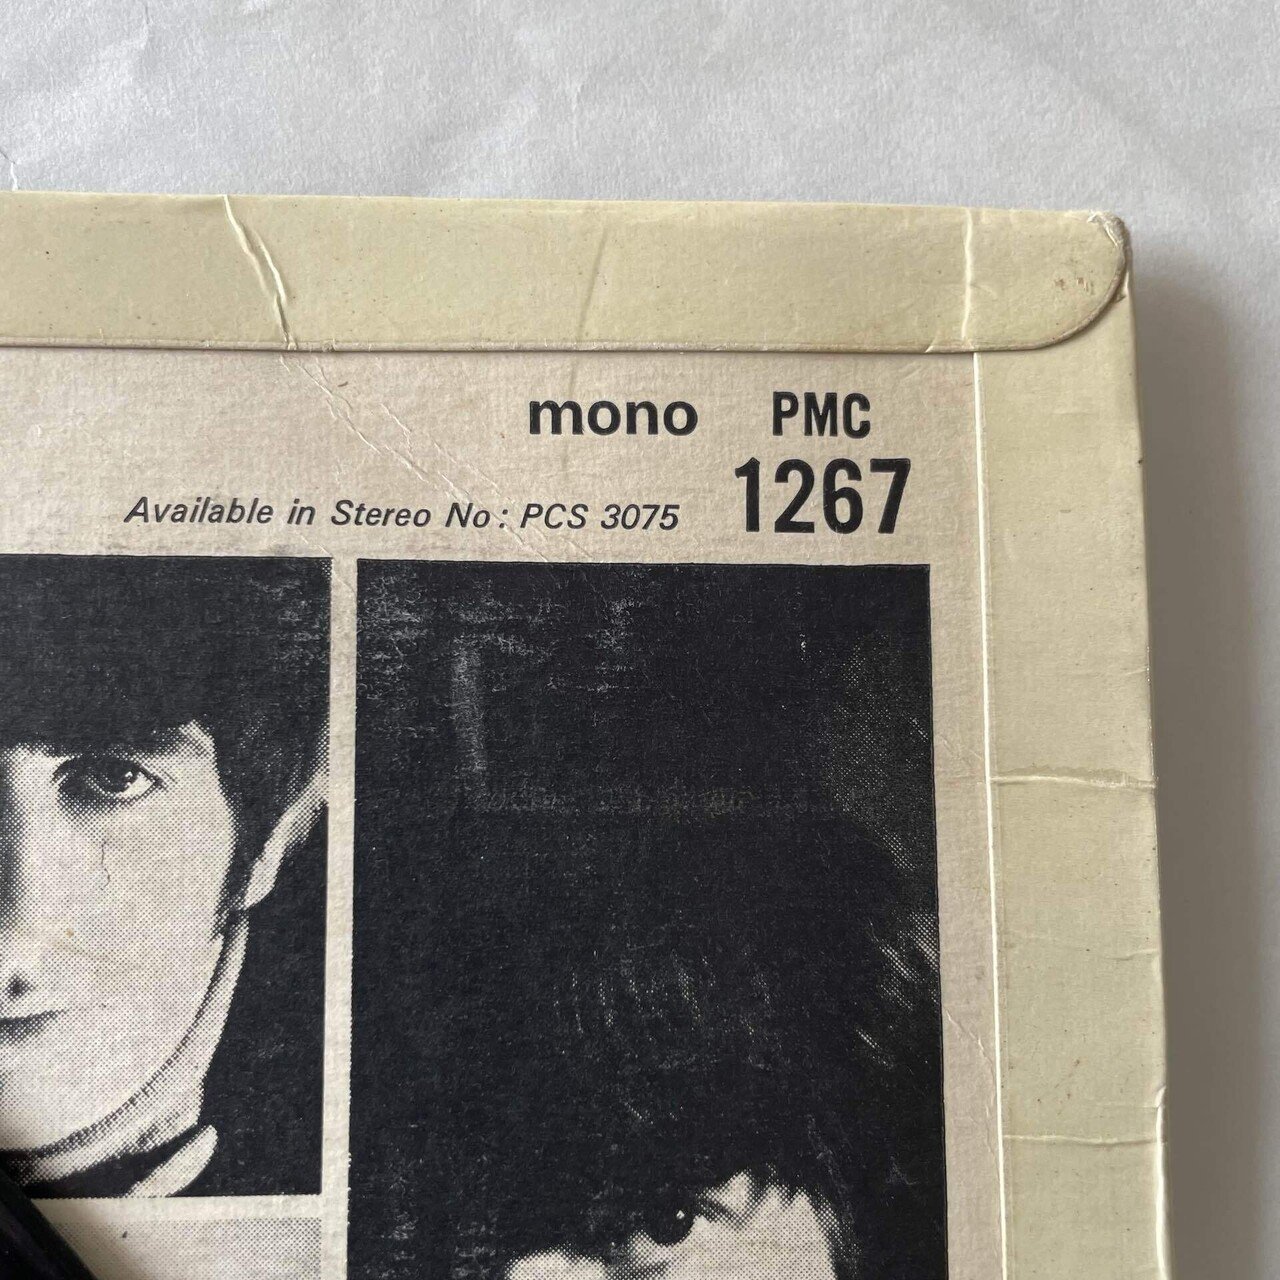 mono PMC
1267
Available in Stereo No: PCS 3075